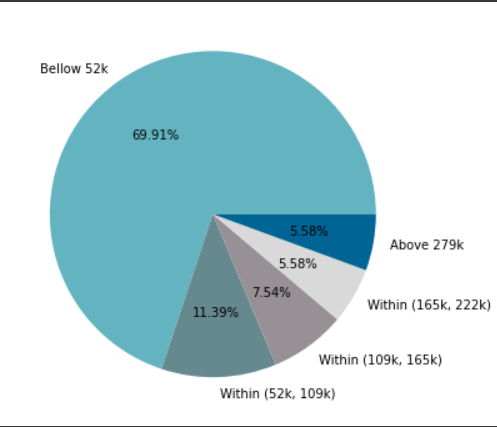 Bellow 52k
69.91%
5.58%
Above 279k
5.58%
7.54%
Within (165k, 222k)
11.39%
Within (109k, 165k)
Within (52k, 109k)